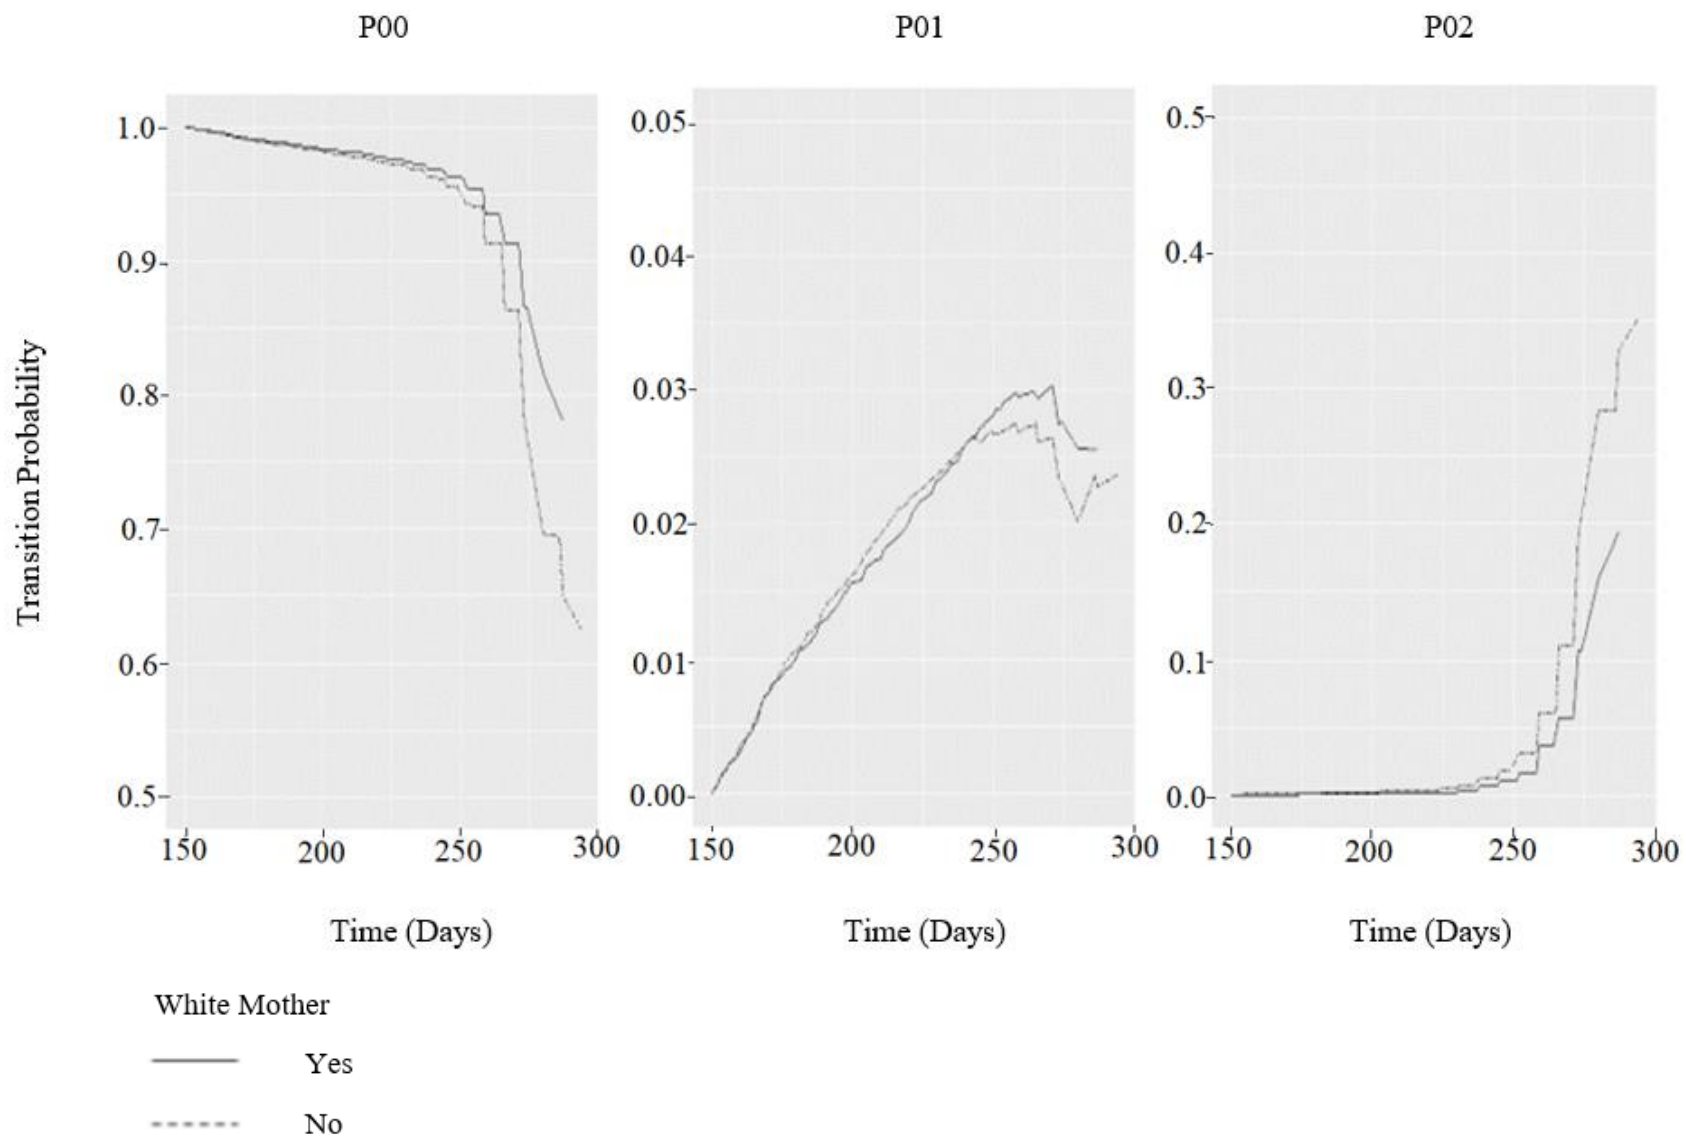 P00 P01 P02
Transition Probability
1.0
0.9
0.8
0.7
0.6
0.5
0.05
0.04
0.03
0.02
0.01
0.00
0.5
0.4
0.3
0.2
0.1
0.0
150 200 250 300
150 200 250 300
150 200 250 300
Time (Days) Time (Days) Time (Days)
White Mother
Yes
No